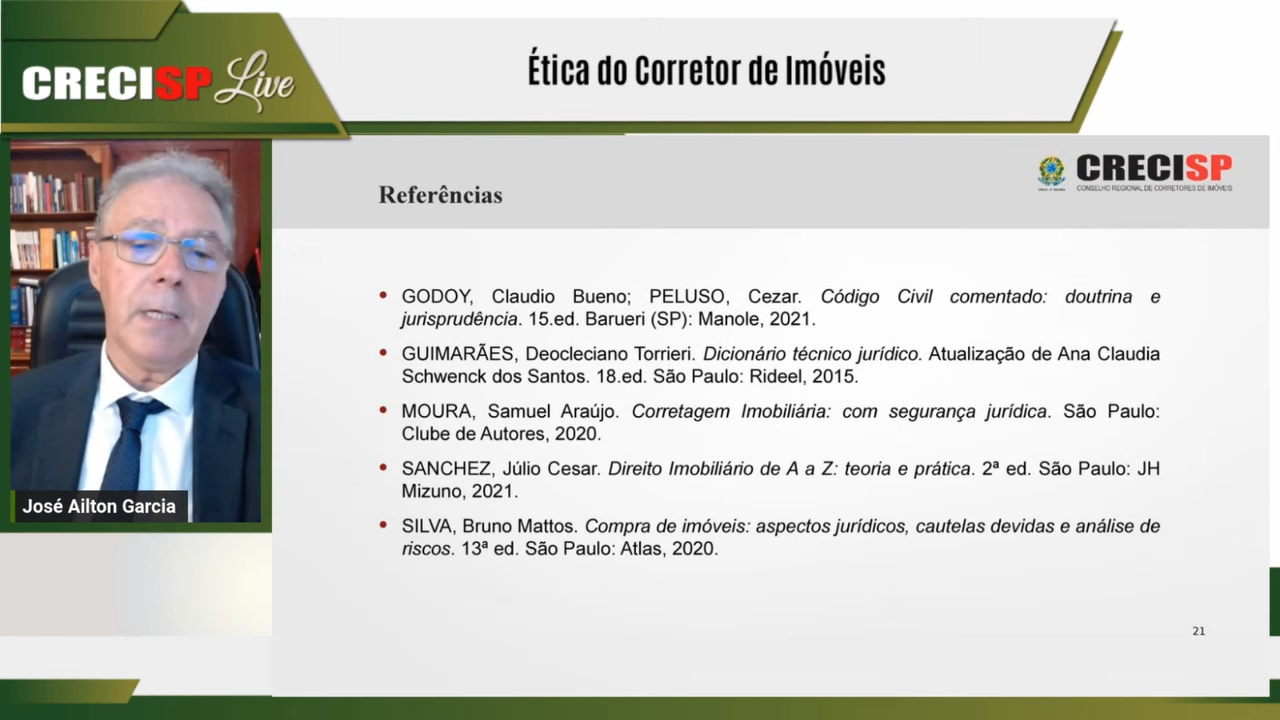 CRECISP Live
Ética do Corretor de Imóveis
CRECISP
CONSELHO REGIONAL DE CORRETORES DE IMÓVEIS
Referências
• GODOY, Claudio Bueno; PELUSO, Cezar. Código Civil comentado: doutrina e
jurisprudência. 15.ed. Barueri (SP): Manole, 2021.
• GUIMARÃES, Deocleciano Torrieri. Dicionário técnico jurídico. Atualização de Ana Claudia
Schwenck dos Santos. 18.ed. São Paulo: Rideel, 2015.
• MOURA, Samuel Araújo. Corretagem Imobiliária: com segurança jurídica. São Paulo:
Clube de Autores, 2020.
• SANCHEZ, Júlio Cesar. Direito Imobiliário de A a Z: teoria e prática. 2ª ed. São Paulo: JH
Mizuno, 2021.
• SILVA, Bruno Mattos. Compra de imóveis: aspectos jurídicos, cautelas devidas e análise de
riscos. 13ª ed. São Paulo: Atlas, 2020.
José Ailton Garcia
21